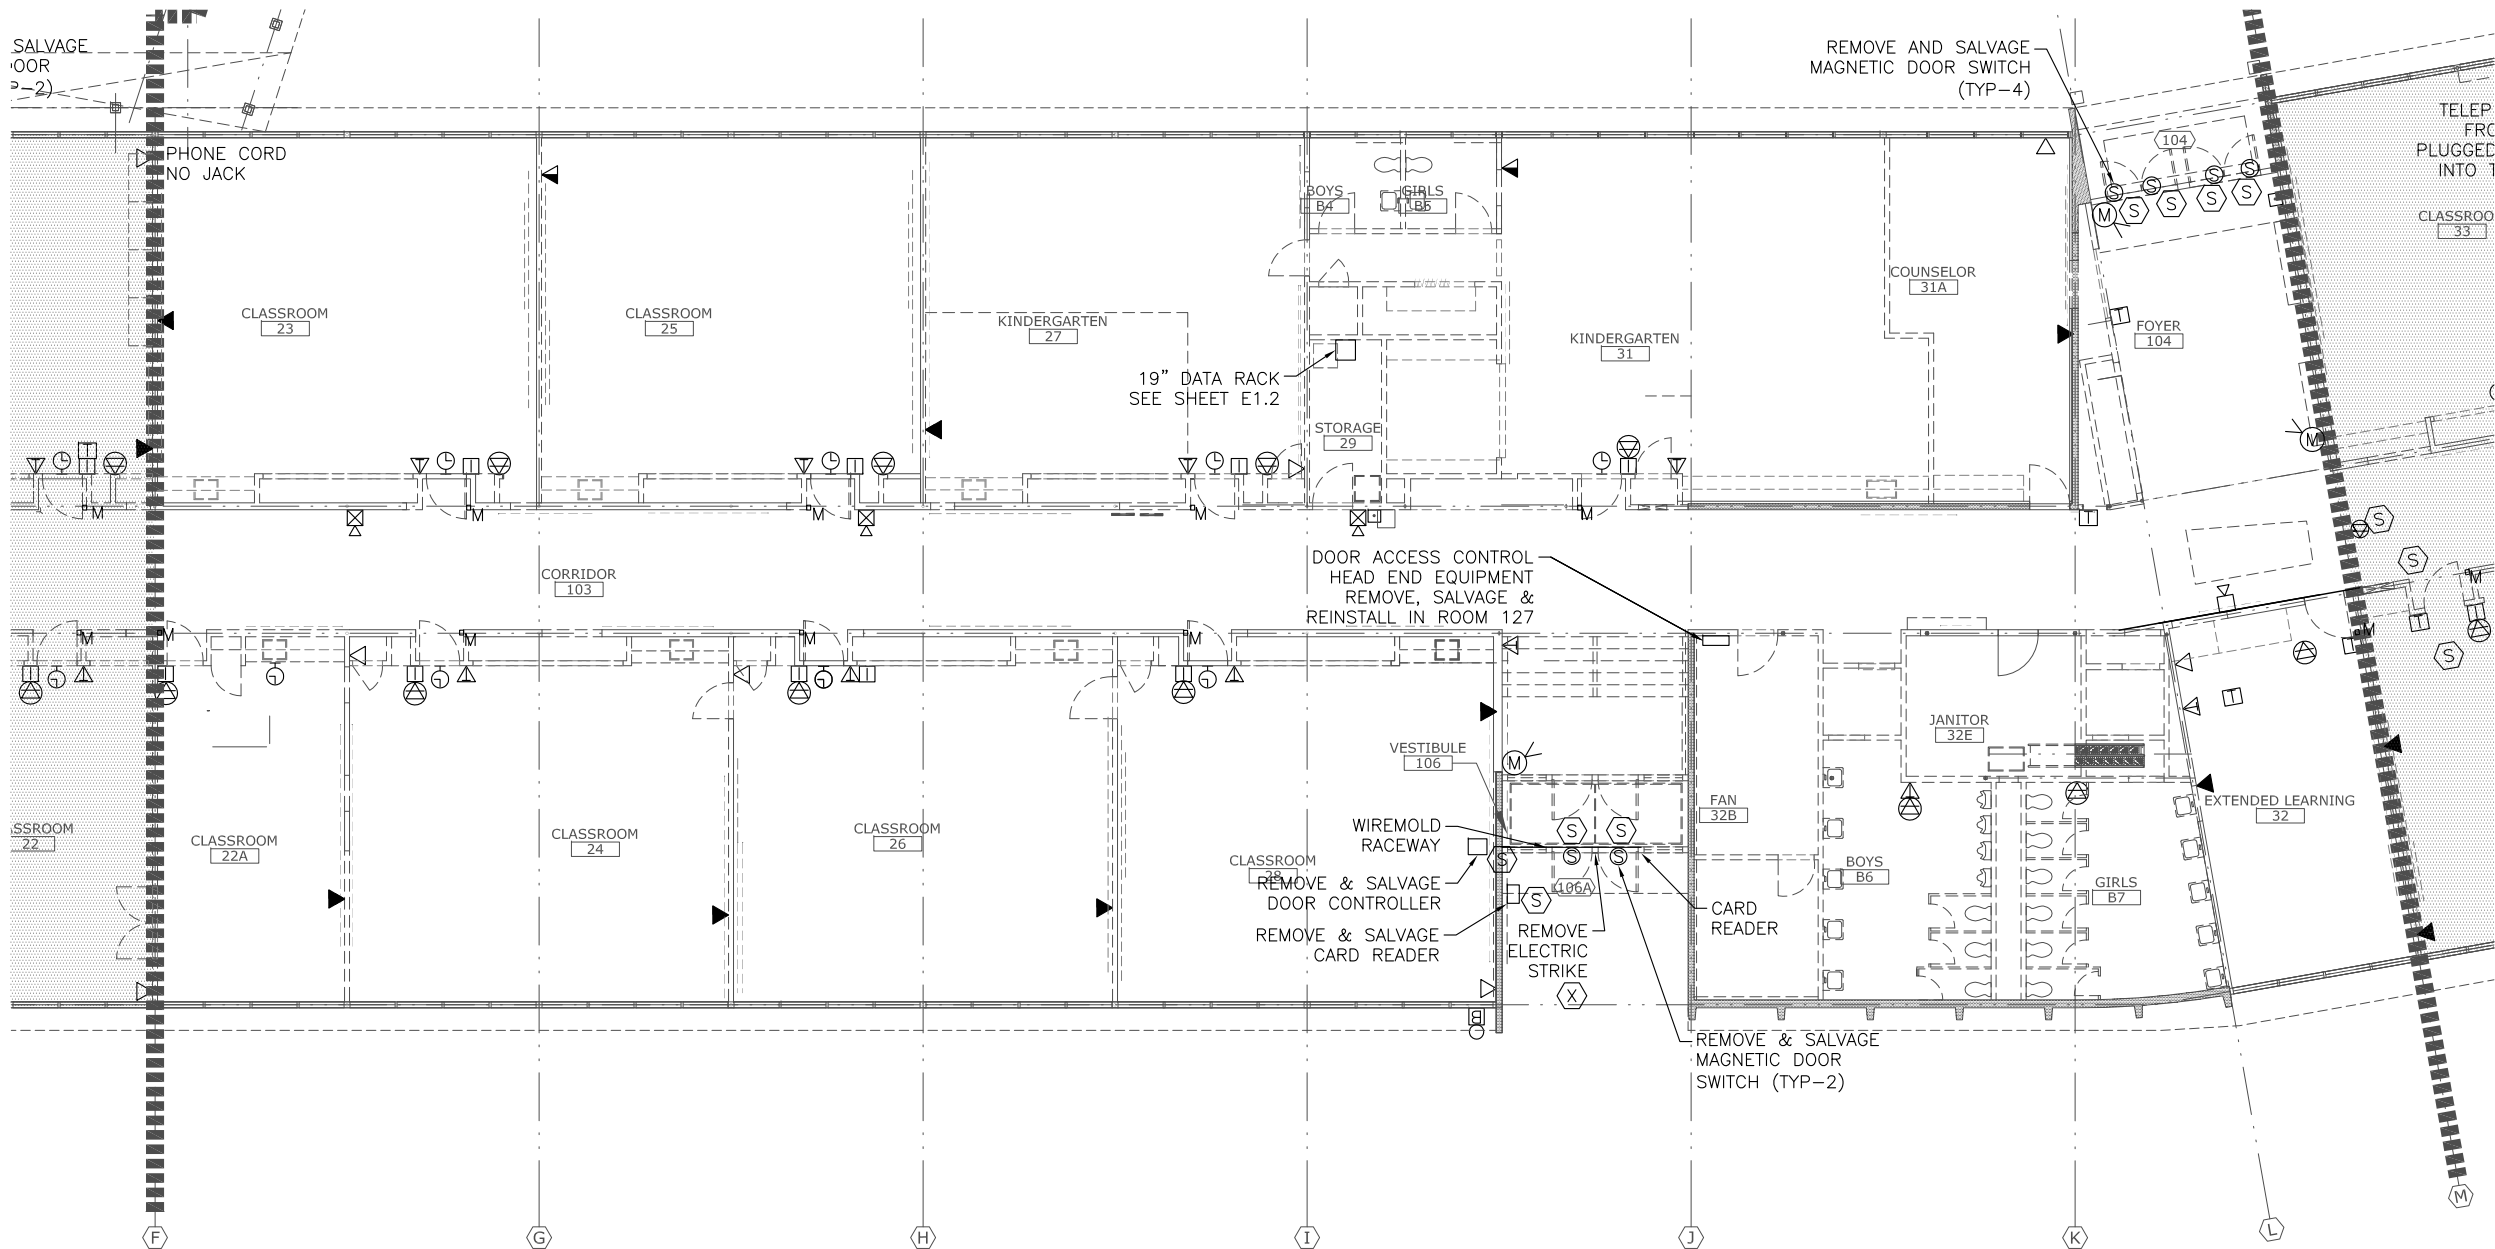 SALVAGE
OOR
P-2)
REMOVE AND SALVAGE
MAGNETIC DOOR SWITCH
(TYP-4)
TELEP
FRO
PLUGGED
INTO T
PHONE CORD
NO JACK
104
S
S
S
S
S
S
S
S
M
BOYS
B4
GIRLS
B5
CLASSROO
33
COUNSELOR
31A
CLASSROOM
23
CLASSROOM
25
KINDERGARTEN
27
KINDERGARTEN
31
FOYER
104
T
19" DATA RACK
SEE SHEET E1.2
STORAGE
29
M
T
M
M
M
M
M
T
S
S
CORRIDOR
103
DOOR ACCESS CONTROL
HEAD END EQUIPMENT
REMOVE, SALVAGE &
REINSTALL IN ROOM 127
M
M
M
M
M
M
M
M
T
T
S
T
JANITOR
32E
VESTIBULE
106
M
FAN
32B
EXTENDED LEARNING
32
SSROOM
22
CLASSROOM
22A
CLASSROOM
24
CLASSROOM
26
CLASSROOM
28
WIREMOLD
RACEWAY
S
S
S
S
S
BOYS
B6
GIRLS
B7
REMOVE & SALVAGE
DOOR CONTROLLER
106A
S
CARD
READER
REMOVE & SALVAGE
CARD READER
REMOVE
ELECTRIC
STRIKE
X
B
REMOVE & SALVAGE
MAGNETIC DOOR
SWITCH (TYP-2)
F
G
H
I
J
K
L
M